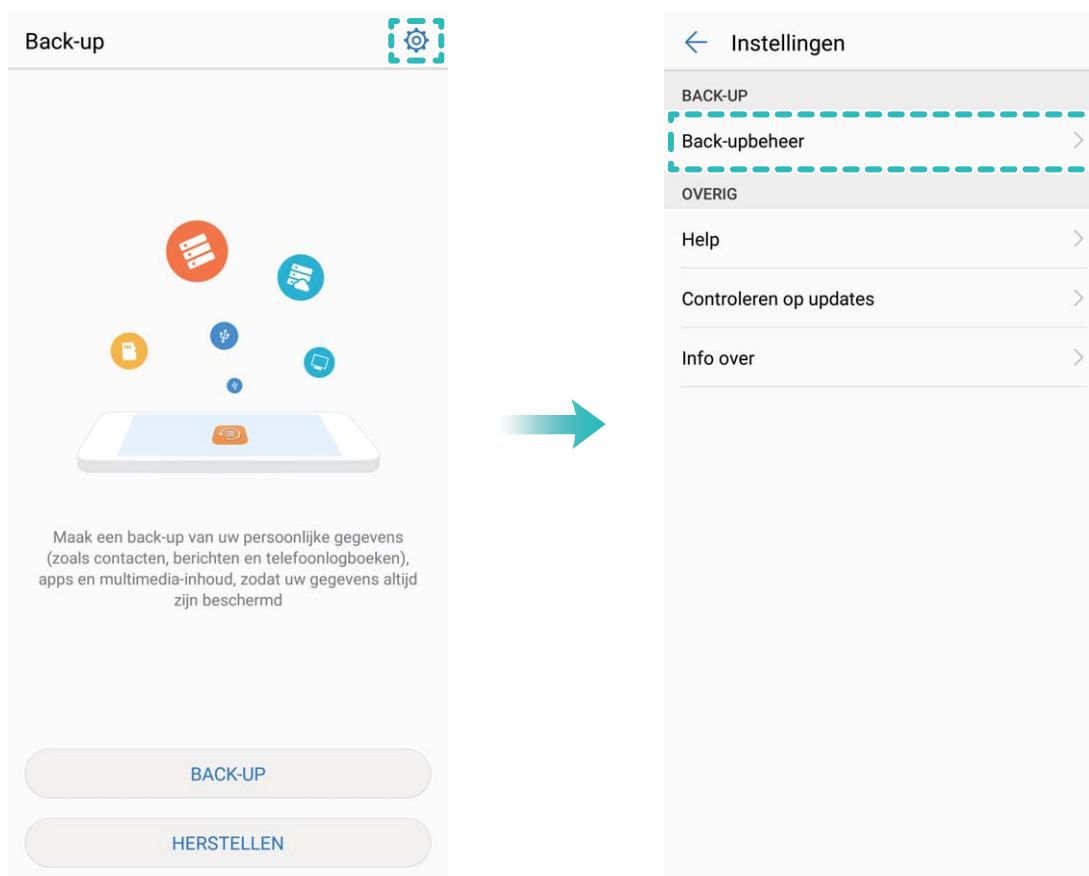 Back-up
Maak een back-up van uw persoonlijke gegevens
(zoals contacten, berichten en telefoonlogboeken),
apps en multimedia-inhoud, zodat uw gegevens altijd
zijn beschermd
BACK-UP
HERSTELLEN
Instellingen
BACK-UP
Back-upbeheer
OVERIG
Help
Controleren op updates
Info over